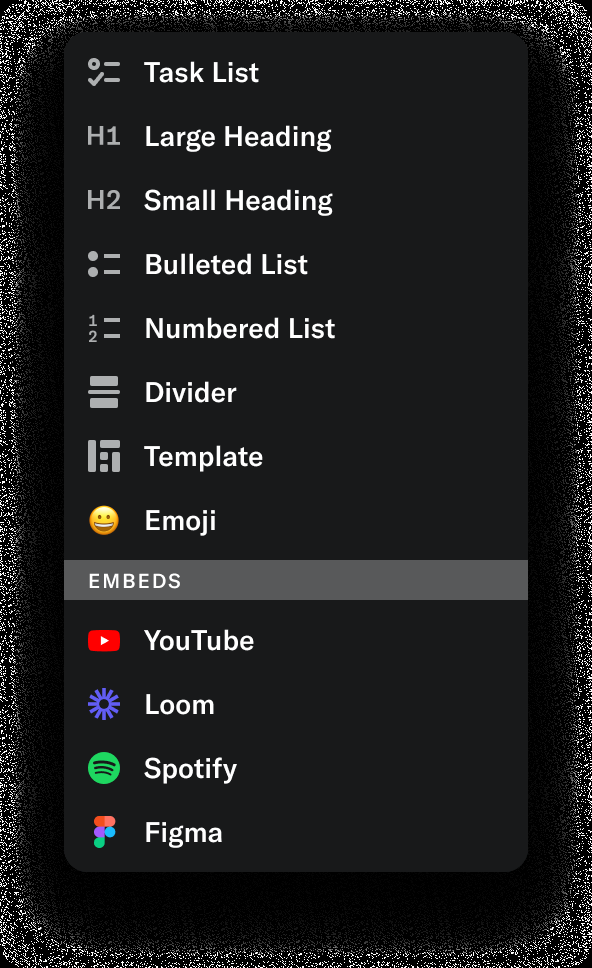 Task List
H1 Large Heading
H2 Small Heading
Bulleted List
1
2
Numbered List
Divider
Template
Emoji
EMBEDS
YouTube
Loom
Spotify
Figma